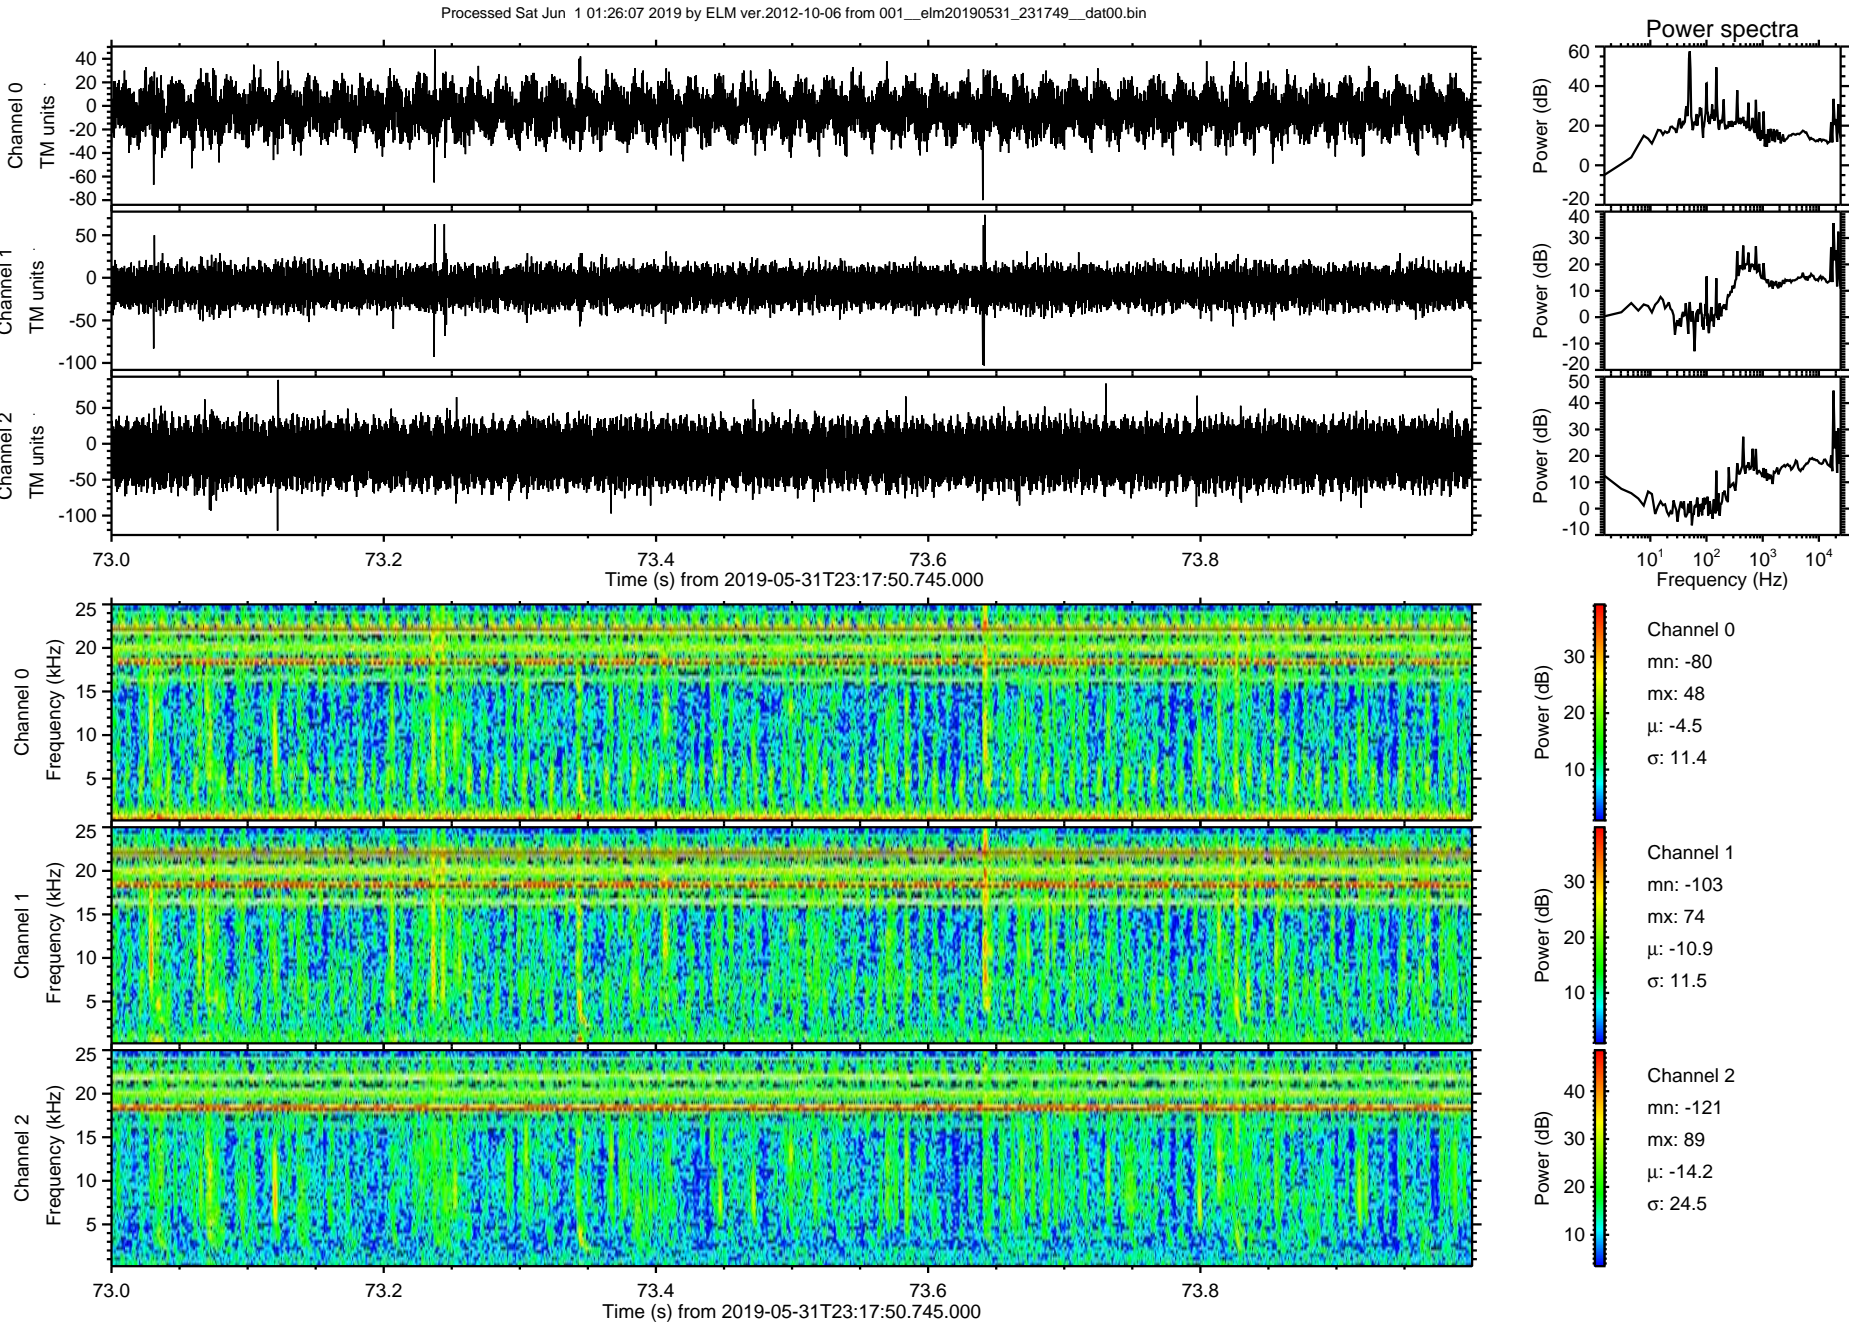 Processed Sat Jun  1 01:26:07 2019 by ELM ver.2012-10-06 from 001__elm20190531_231749__dat00.bin
Power spectra
Channel 0
TM units
40
20
0
-20
-40
-60
-80
Power (dB)
60
40
20
0
-20
Channel 1
TM units
50
0
-50
-100
Power (dB)
40
30
20
10
0
-10
-20
Channel 2
TM units
50
0
-50
-100
Power (dB)
50
40
30
20
10
0
-10
73.0 73.2 73.4 73.6 73.8
Time (s) from 2019-05-31T23:17:50.745.000
10¹ 10² 10³ 10⁴
Frequency (Hz)
Channel 0
Frequency (kHz)
25
20
15
10
5
Power (dB)
30
20
10
Channel 0
mn: -80
mx: 48
μ: -4.5
σ: 11.4
Channel 1
Frequency (kHz)
25
20
15
10
5
Power (dB)
30
20
10
Channel 1
mn: -103
mx: 74
μ: -10.9
σ: 11.5
Channel 2
Frequency (kHz)
25
20
15
10
5
Power (dB)
40
30
20
10
Channel 2
mn: -121
mx: 89
μ: -14.2
σ: 24.5
73.0 73.2 73.4 73.6 73.8
Time (s) from 2019-05-31T23:17:50.745.000